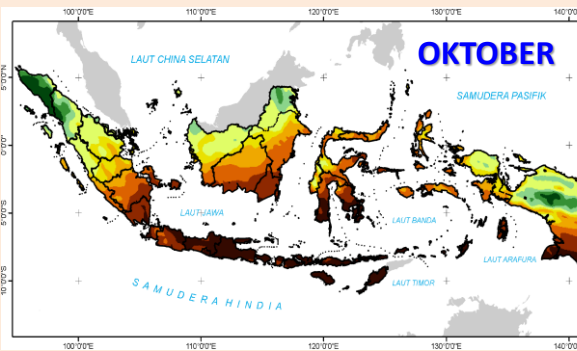 100°0'0"E 110°0'0"E 120°0'0"E 130°0'0"E 140°0'0"E
OKTOBER
LAUT CHINA SELATAN
SAMUDERA PASIFIK
5°0'0"N
0°0'0"
5°0'0"S
10°0'0"S
LAUT JAWA
LAUT BANDA
LAUT ARAFURA
LAUT TIMOR
SAMUDERA HINDIA
100°0'0"E 110°0'0"E 120°0'0"E 130°0'0"E 140°0'0"E